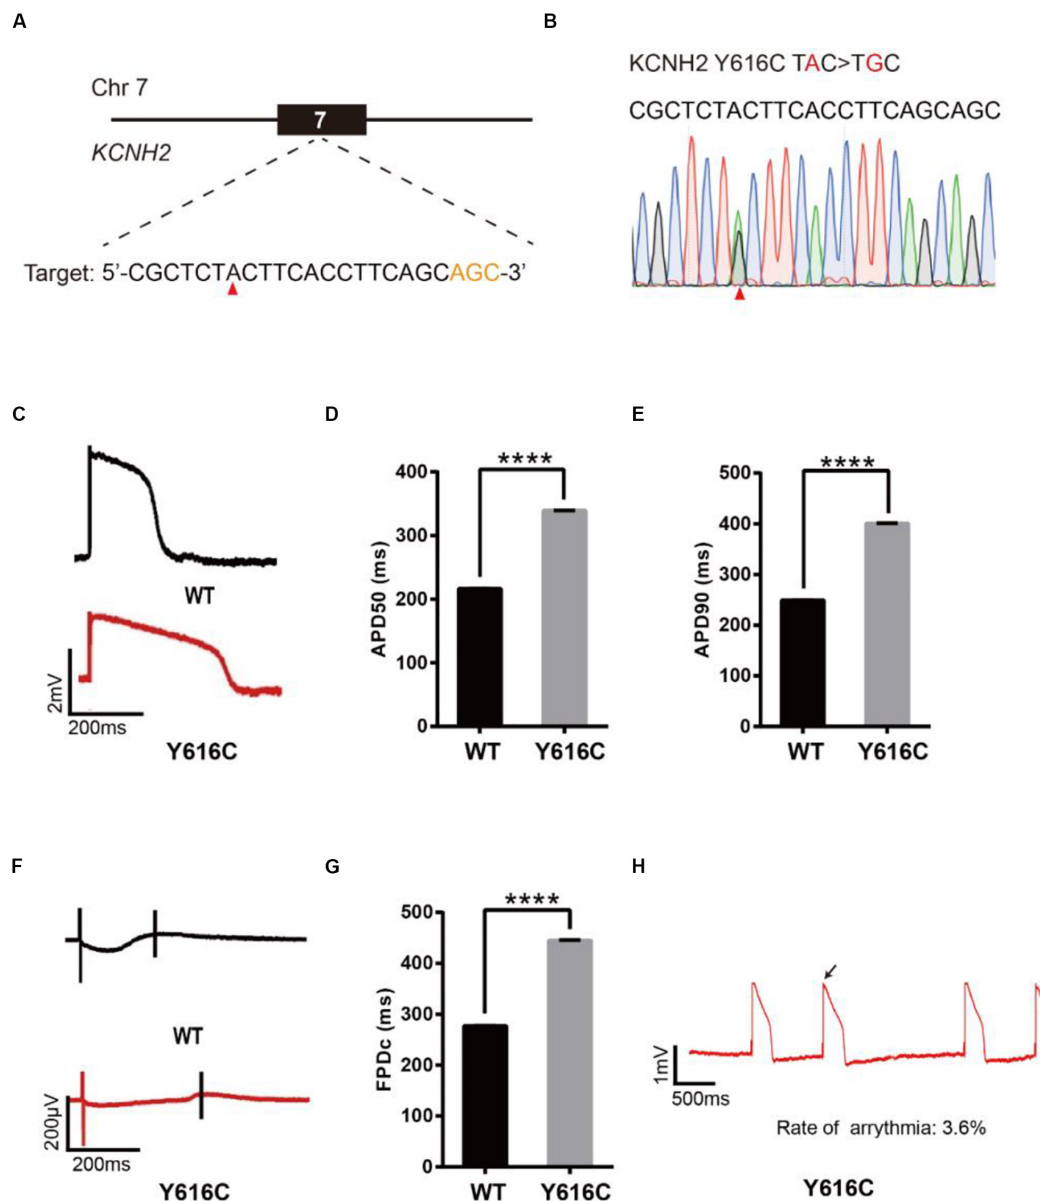 A
Chr 7
7
KCNH2
Target: 5’-CGCTCTACTTCACCTTCAGCAGC-3’
B
KCNH2 Y616C TAC>TGC
CGCTCTACTTCACCTTCAGCAGC
C
WT
2mV
200ms
Y616C
D
****
400
300
200
100
0
APD50 (ms)
WT Y616C
E
****
500
400
300
200
100
0
APD90 (ms)
WT Y616C
F
WT
200μV
200ms
Y616C
G
****
500
400
300
200
100
0
FPDc (ms)
WT Y616C
H
1mV
500ms
Rate of arrythmia: 3.6%
Y616C